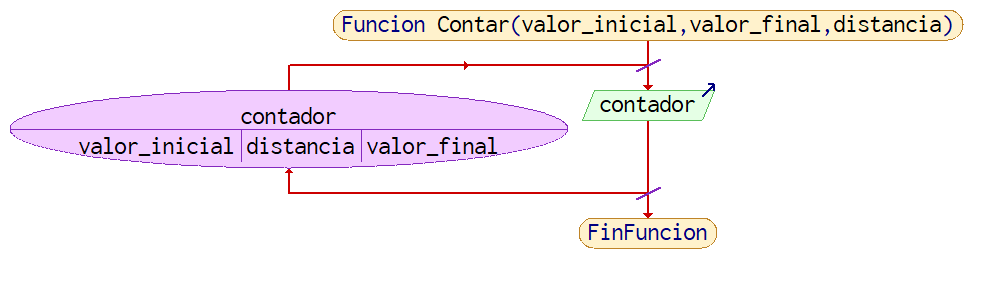 Funcion Contar(valor_inicial,valor_final,distancia)
contador
contador
valor_inicial distancia valor_final
FinFuncion